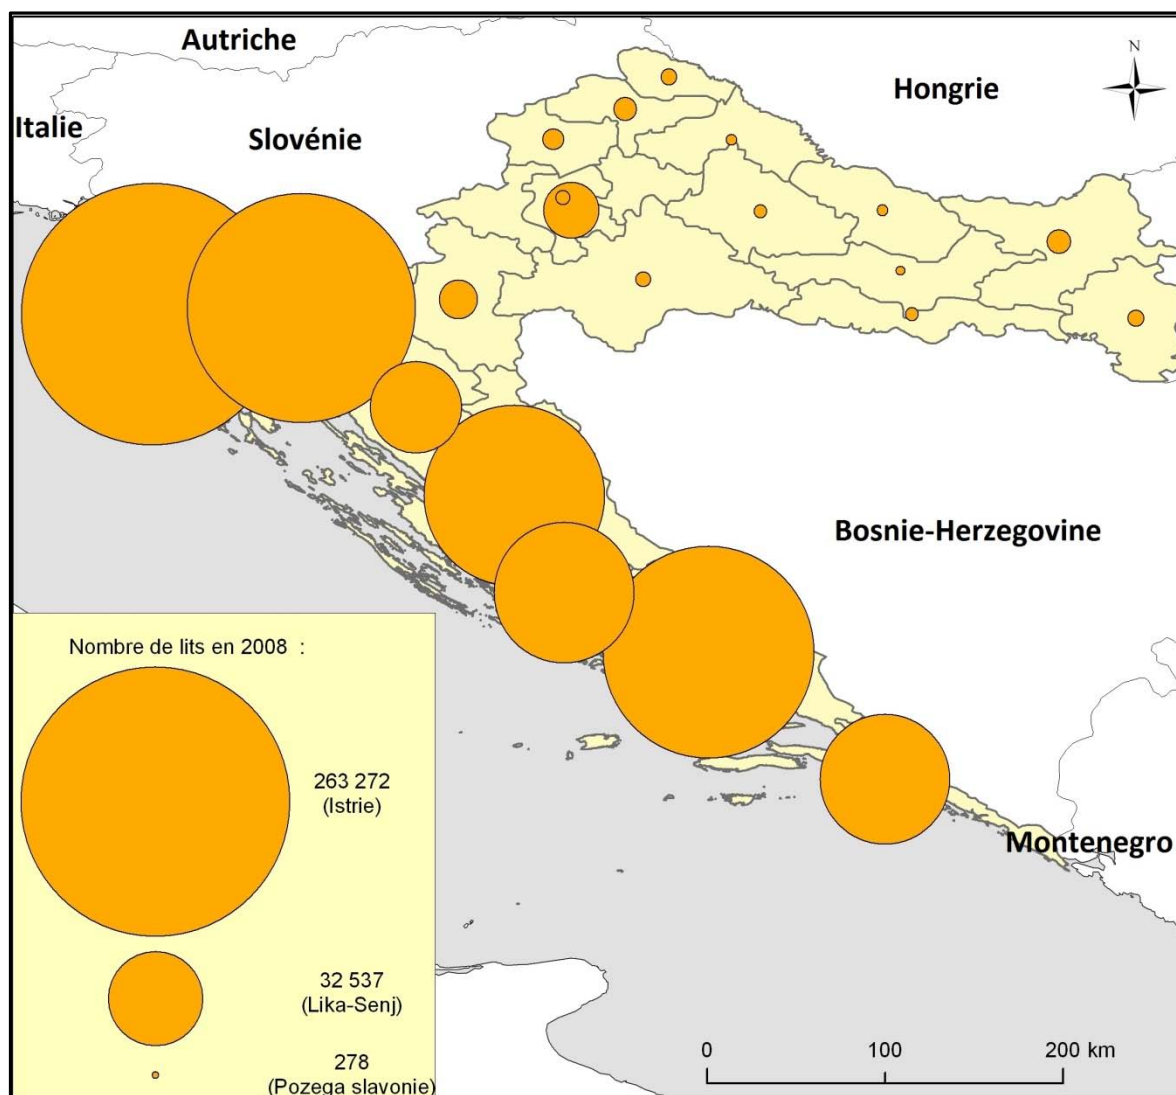 Autriche
N
Hongrie
Italie
Slovénie
Bosnie-Herzegovine
Nombre de lits en 2008 :
263 272
(Istrie)
Montenegro
32 537
(Lika-Senj)
0 100 200 km
278
(Pozega slavonie)